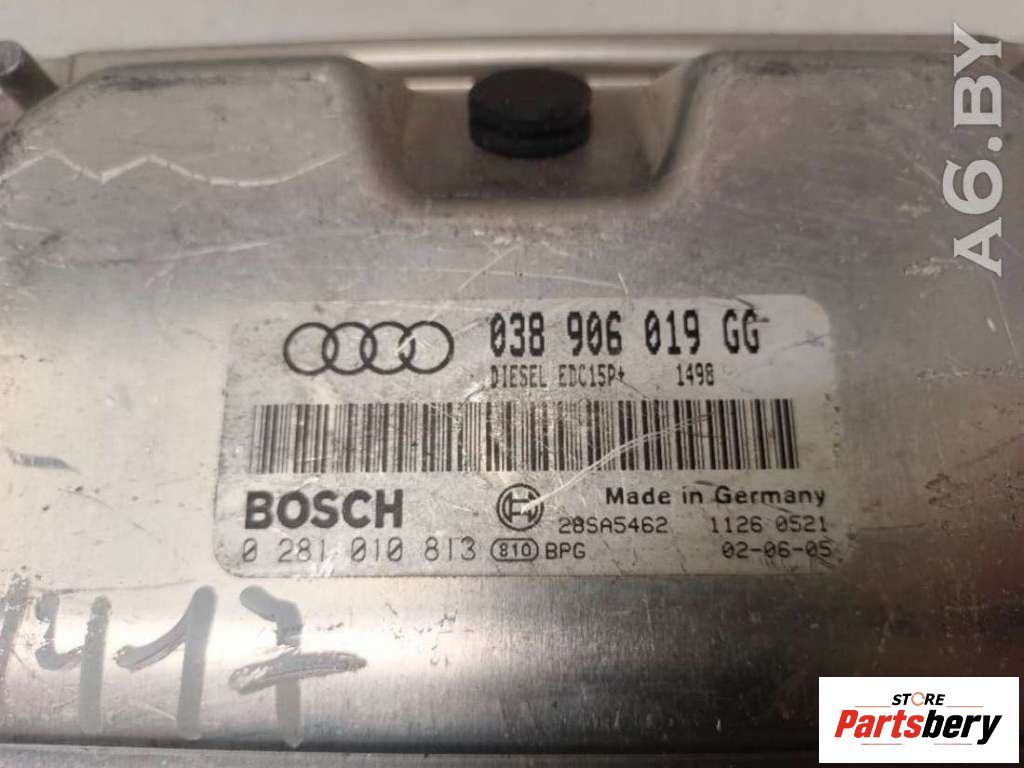 A6.BY
038 906 019 GG
DIESEL EDC15P+ 1498
BOSCH Made in Germany
28SA5462 1126 0521
0 281 010 813 810 BPG 02-06-05
1417
STORE
Partsbery